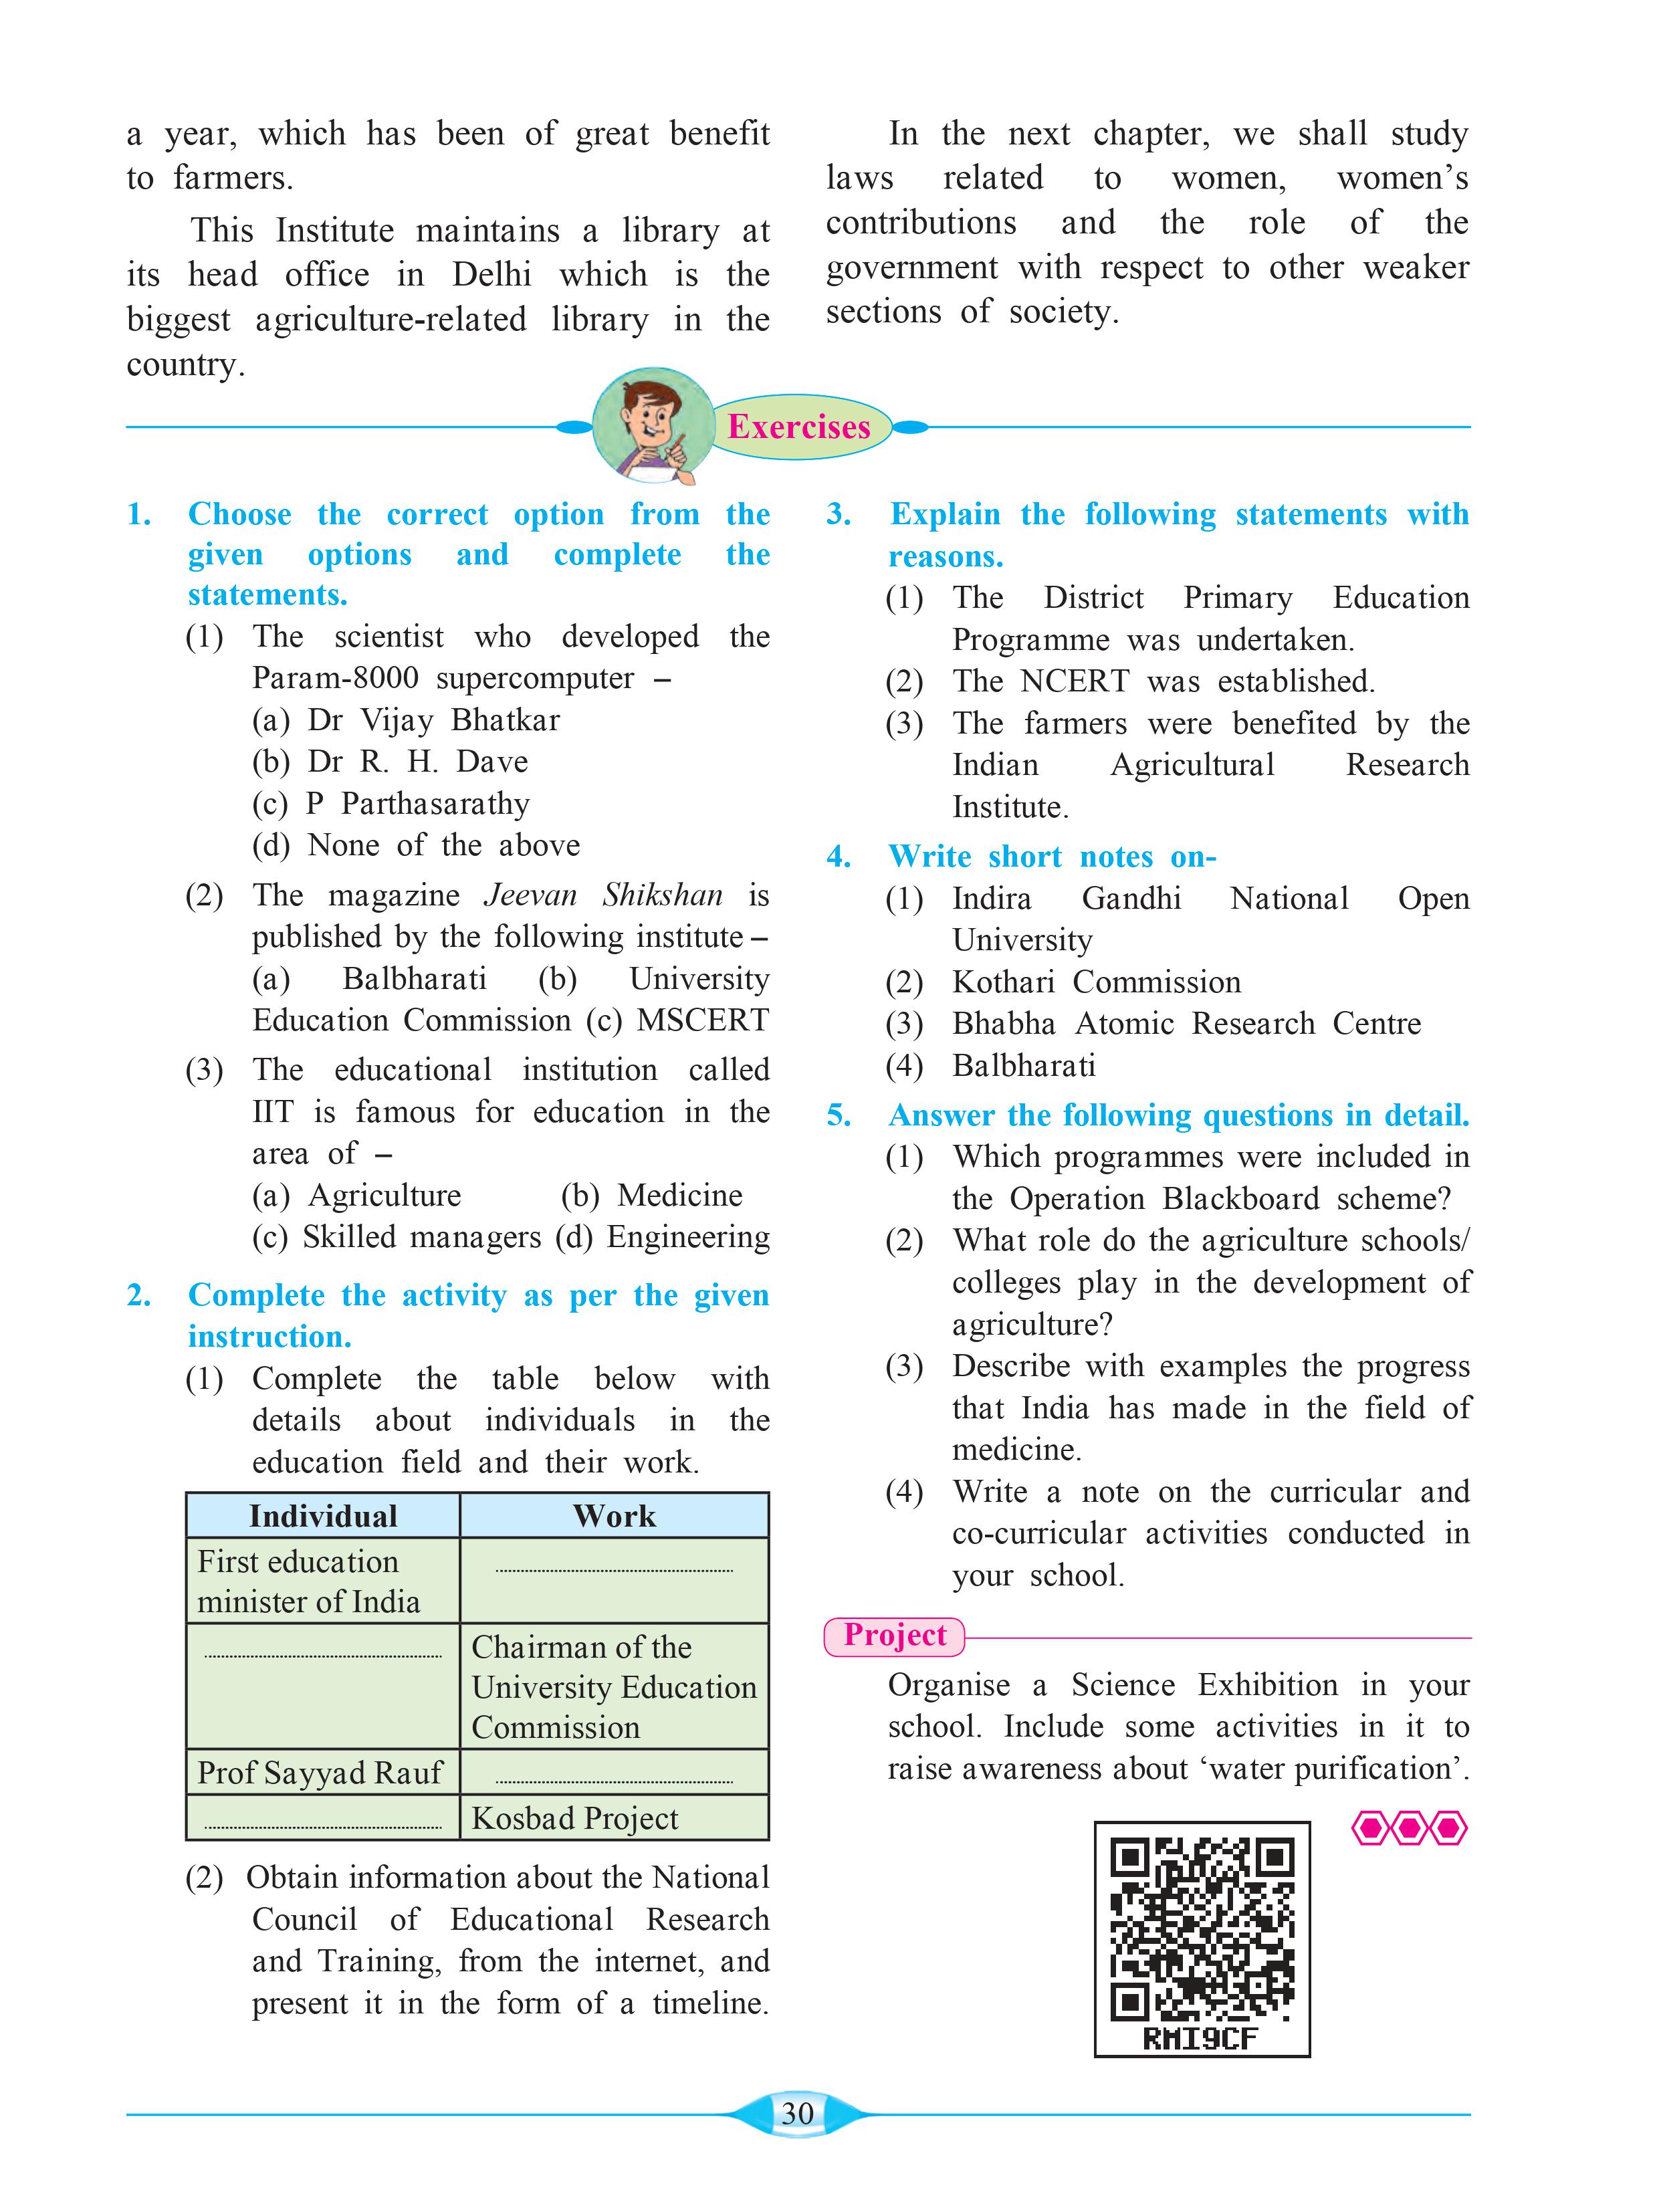 a year, which has been of great benefit
to farmers.
This Institute maintains a library at
its head office in Delhi which is the
biggest agriculture-related library in the
country.
In the next chapter, we shall study
laws related to women, women's
contributions and the role of the
government with respect to other weaker
sections of society.
Exercises
1. Choose the correct option from the
given options and complete the
statements.
(1) The scientist who developed the
Param-8000 supercomputer –
(a) Dr Vijay Bhatkar
(b) Dr R. H. Dave
(c) P Parthasarathy
(d) None of the above
(2) The magazine Jeevan Shikshan is
published by the following institute –
(a) Balbharati (b) University
Education Commission (c) MSCERT
(3) The educational institution called
IIT is famous for education in the
area of –
(a) Agriculture (b) Medicine
(c) Skilled managers (d) Engineering
2. Complete the activity as per the given
instruction.
(1) Complete the table below with
details about individuals in the
education field and their work.
Individual Work
First education
minister of India
Chairman of the
University Education
Commission
Prof Sayyad Rauf
Kosbad Project
(2) Obtain information about the National
Council of Educational Research
and Training, from the internet, and
present it in the form of a timeline.
3. Explain the following statements with
reasons.
(1) The District Primary Education
Programme was undertaken.
(2) The NCERT was established.
(3) The farmers were benefited by the
Indian Agricultural Research
Institute.
4. Write short notes on-
(1) Indira Gandhi National Open
University
(2) Kothari Commission
(3) Bhabha Atomic Research Centre
(4) Balbharati
5. Answer the following questions in detail.
(1) Which programmes were included in
the Operation Blackboard scheme?
(2) What role do the agriculture schools/
colleges play in the development of
agriculture?
(3) Describe with examples the progress
that India has made in the field of
medicine.
(4) Write a note on the curricular and
co-curricular activities conducted in
your school.
Project
Organise a Science Exhibition in your
school. Include some activities in it to
raise awareness about ‘water purification’.
RMI9CF
30